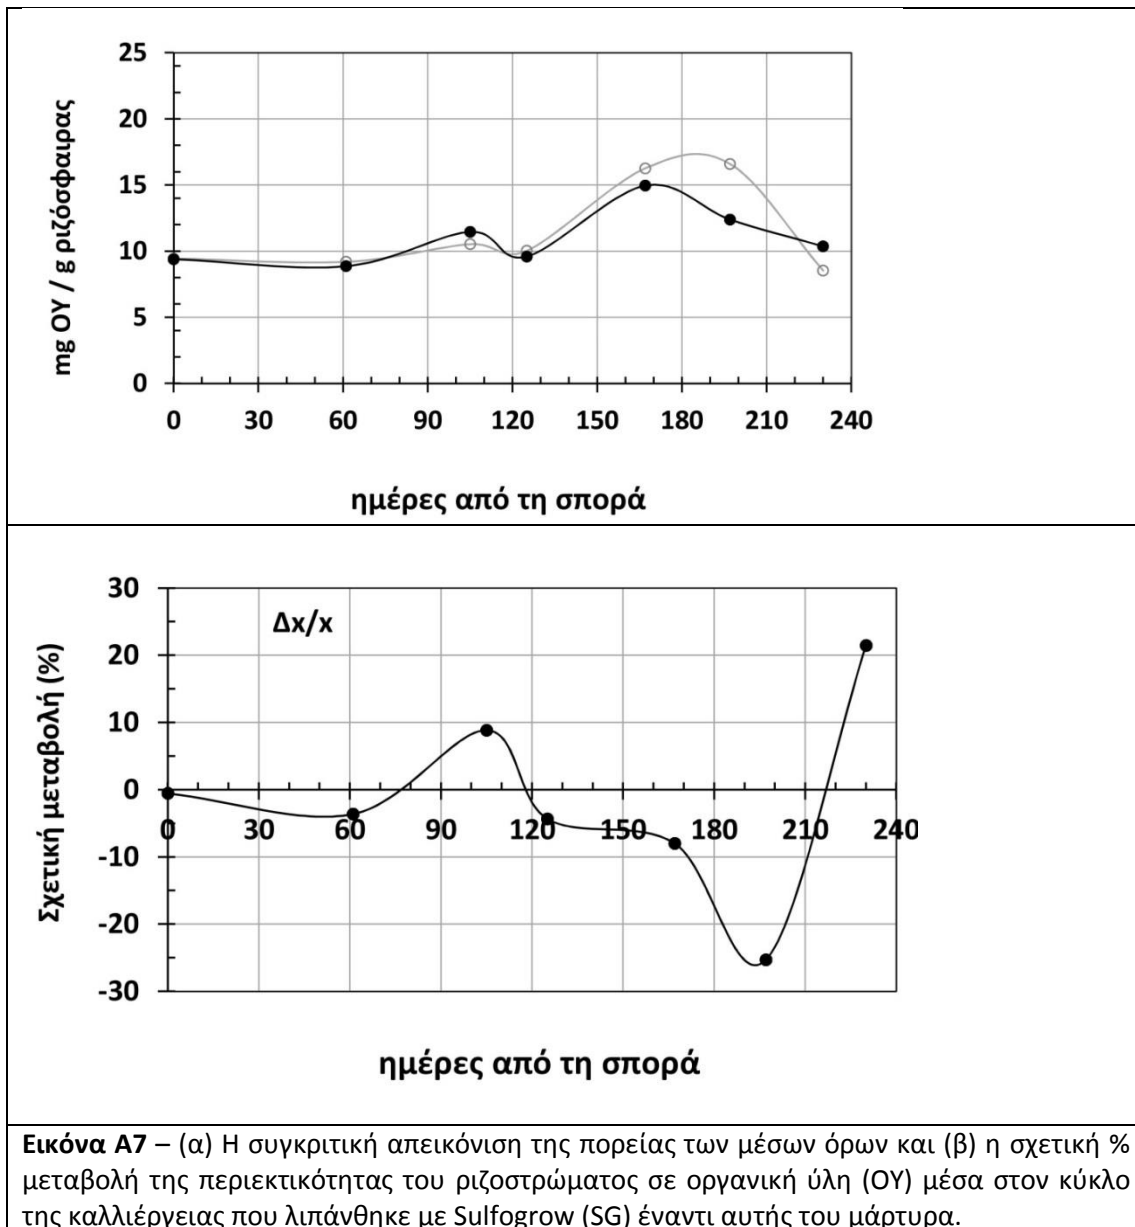 25
20
15
10
5
0
mg ΟΥ / g ριζόσφαιρας
0 30 60 90 120 150 180 210 240
ημέρες από τη σπορά
30
20
10
0
-10
-20
-30
Σχετική μεταβολή (%)
Δx/x
0 30 60 90 120 150 180 210 240
ημέρες από τη σπορά
Εικόνα Α7 – (α) Η συγκριτική απεικόνιση της πορείας των μέσων όρων και (β) η σχετική %
μεταβολή της περιεκτικότητας του ριζοστρώματος σε οργανική ύλη (ΟΥ) μέσα στον κύκλο
της καλλιέργειας που λιπάνθηκε με Sulfogrow (SG) έναντι αυτής του μάρτυρα.